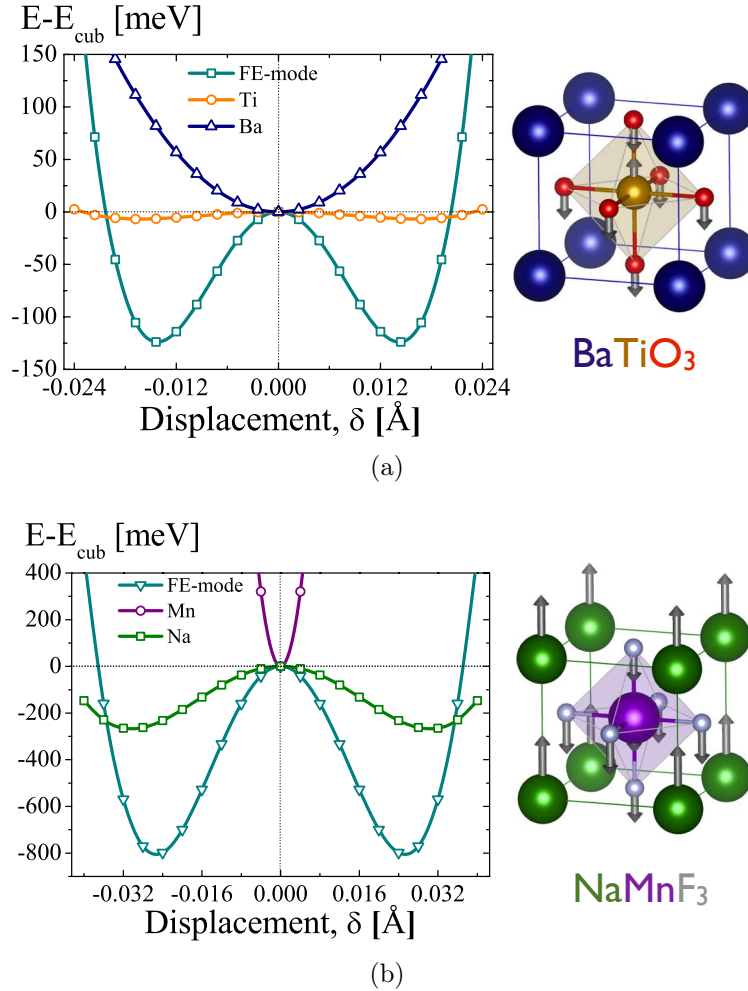 E-E_cub [meV]
150
100
50
0
-50
-100
-150
FE-mode
Ti
Ba
-0.024 -0.012 0.000 0.012 0.024
Displacement, δ [Å]
BaTiO₃
(a)
E-E_cub [meV]
400
200
0
-200
-400
-600
-800
FE-mode
Mn
Na
-0.032 -0.016 0.000 0.016 0.032
Displacement, δ [Å]
NaMnF₃
(b)